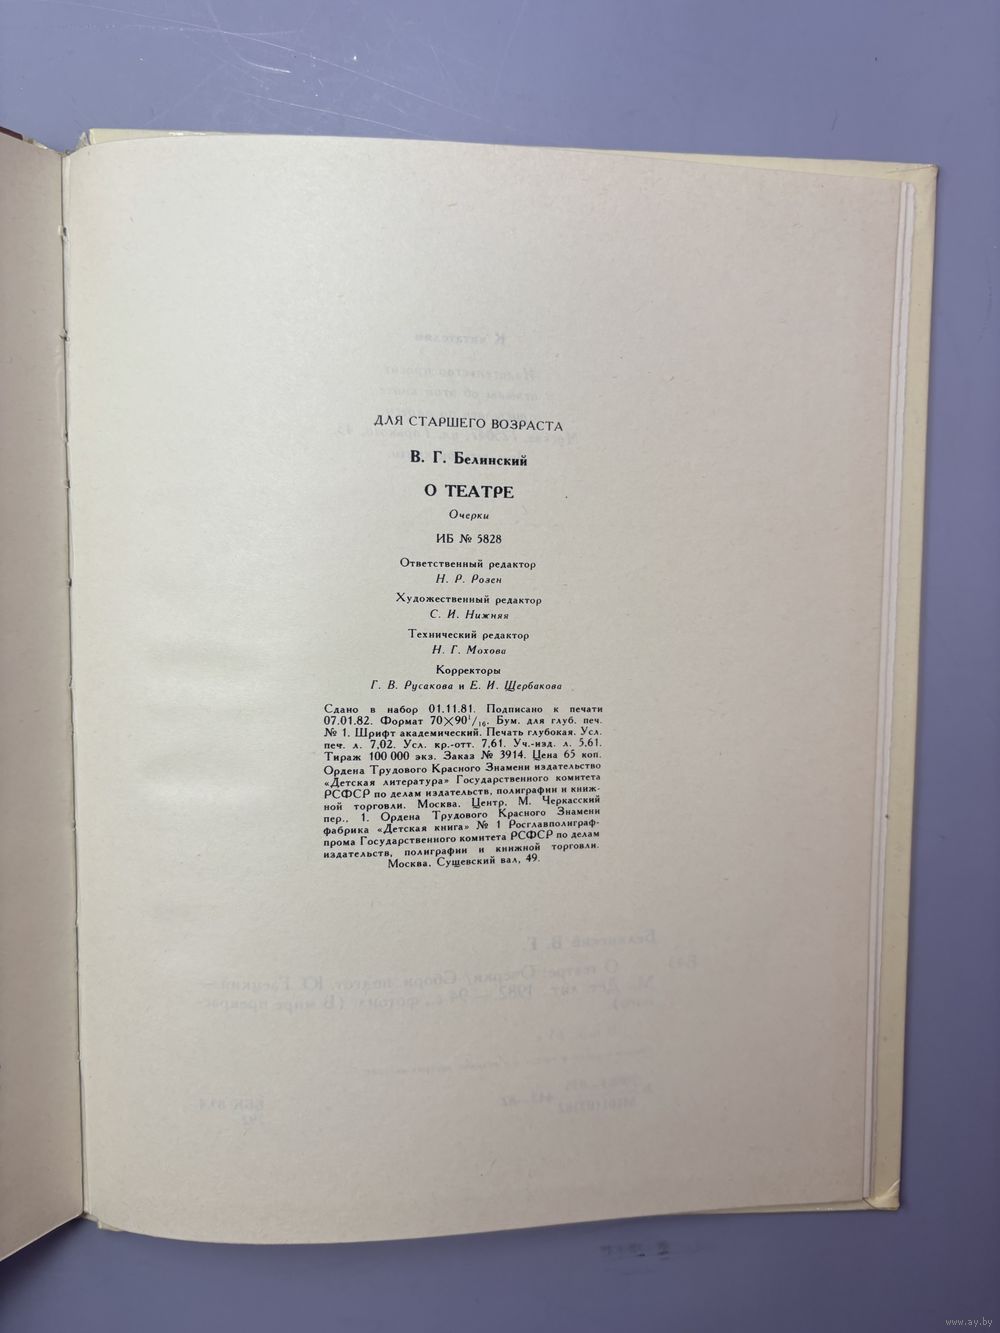 ДЛЯ СТАРШЕГО ВОЗРАСТА
В. Г. Белинский
О ТЕАТРЕ
Очерки
ИБ № 5828
Ответственный редактор
Н. Р. Розен
Художественный редактор
С. И. Нижняя
Технический редактор
Н. Г. Мохова
Корректоры
Г. В. Русакова и Е. И. Щербакова
Сдано в набор 01.11.81. Подписано к печати
07.01.82. Формат 70×90¹/₁₆. Бум. для глуб. печ.
№ 1. Шрифт академический. Печать глубокая. Усл.
печ. л. 7,02. Усл. кр.-отт. 7,61. Уч.-изд. л. 5,61.
Тираж 100 000 экз. Заказ № 3914. Цена 65 коп.
Ордена Трудового Красного Знамени издательство
«Детская литература» Государственного комитета
РСФСР по делам издательств, полиграфии и книж-
ной торговли. Москва, Центр, М. Черкасский
пер., 1. Ордена Трудового Красного Знамени
фабрика «Детская книга» № 1 Росглавполиграф-
прома Государственного комитета РСФСР по делам
издательств, полиграфии и книжной торговли.
Москва, Сущевский вал, 49.
www.ay.by